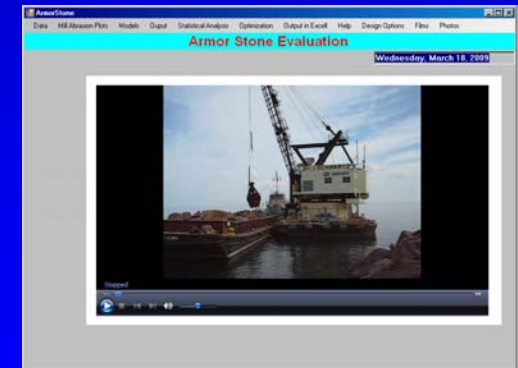 ArmorStone
Data Mill Abrasion Plots Models Ouput Statistical Analysis Optimization Output in Excell Help Design Options Films Photos
Armor Stone Evaluation
Wednesday, March 18, 2009
Stopped